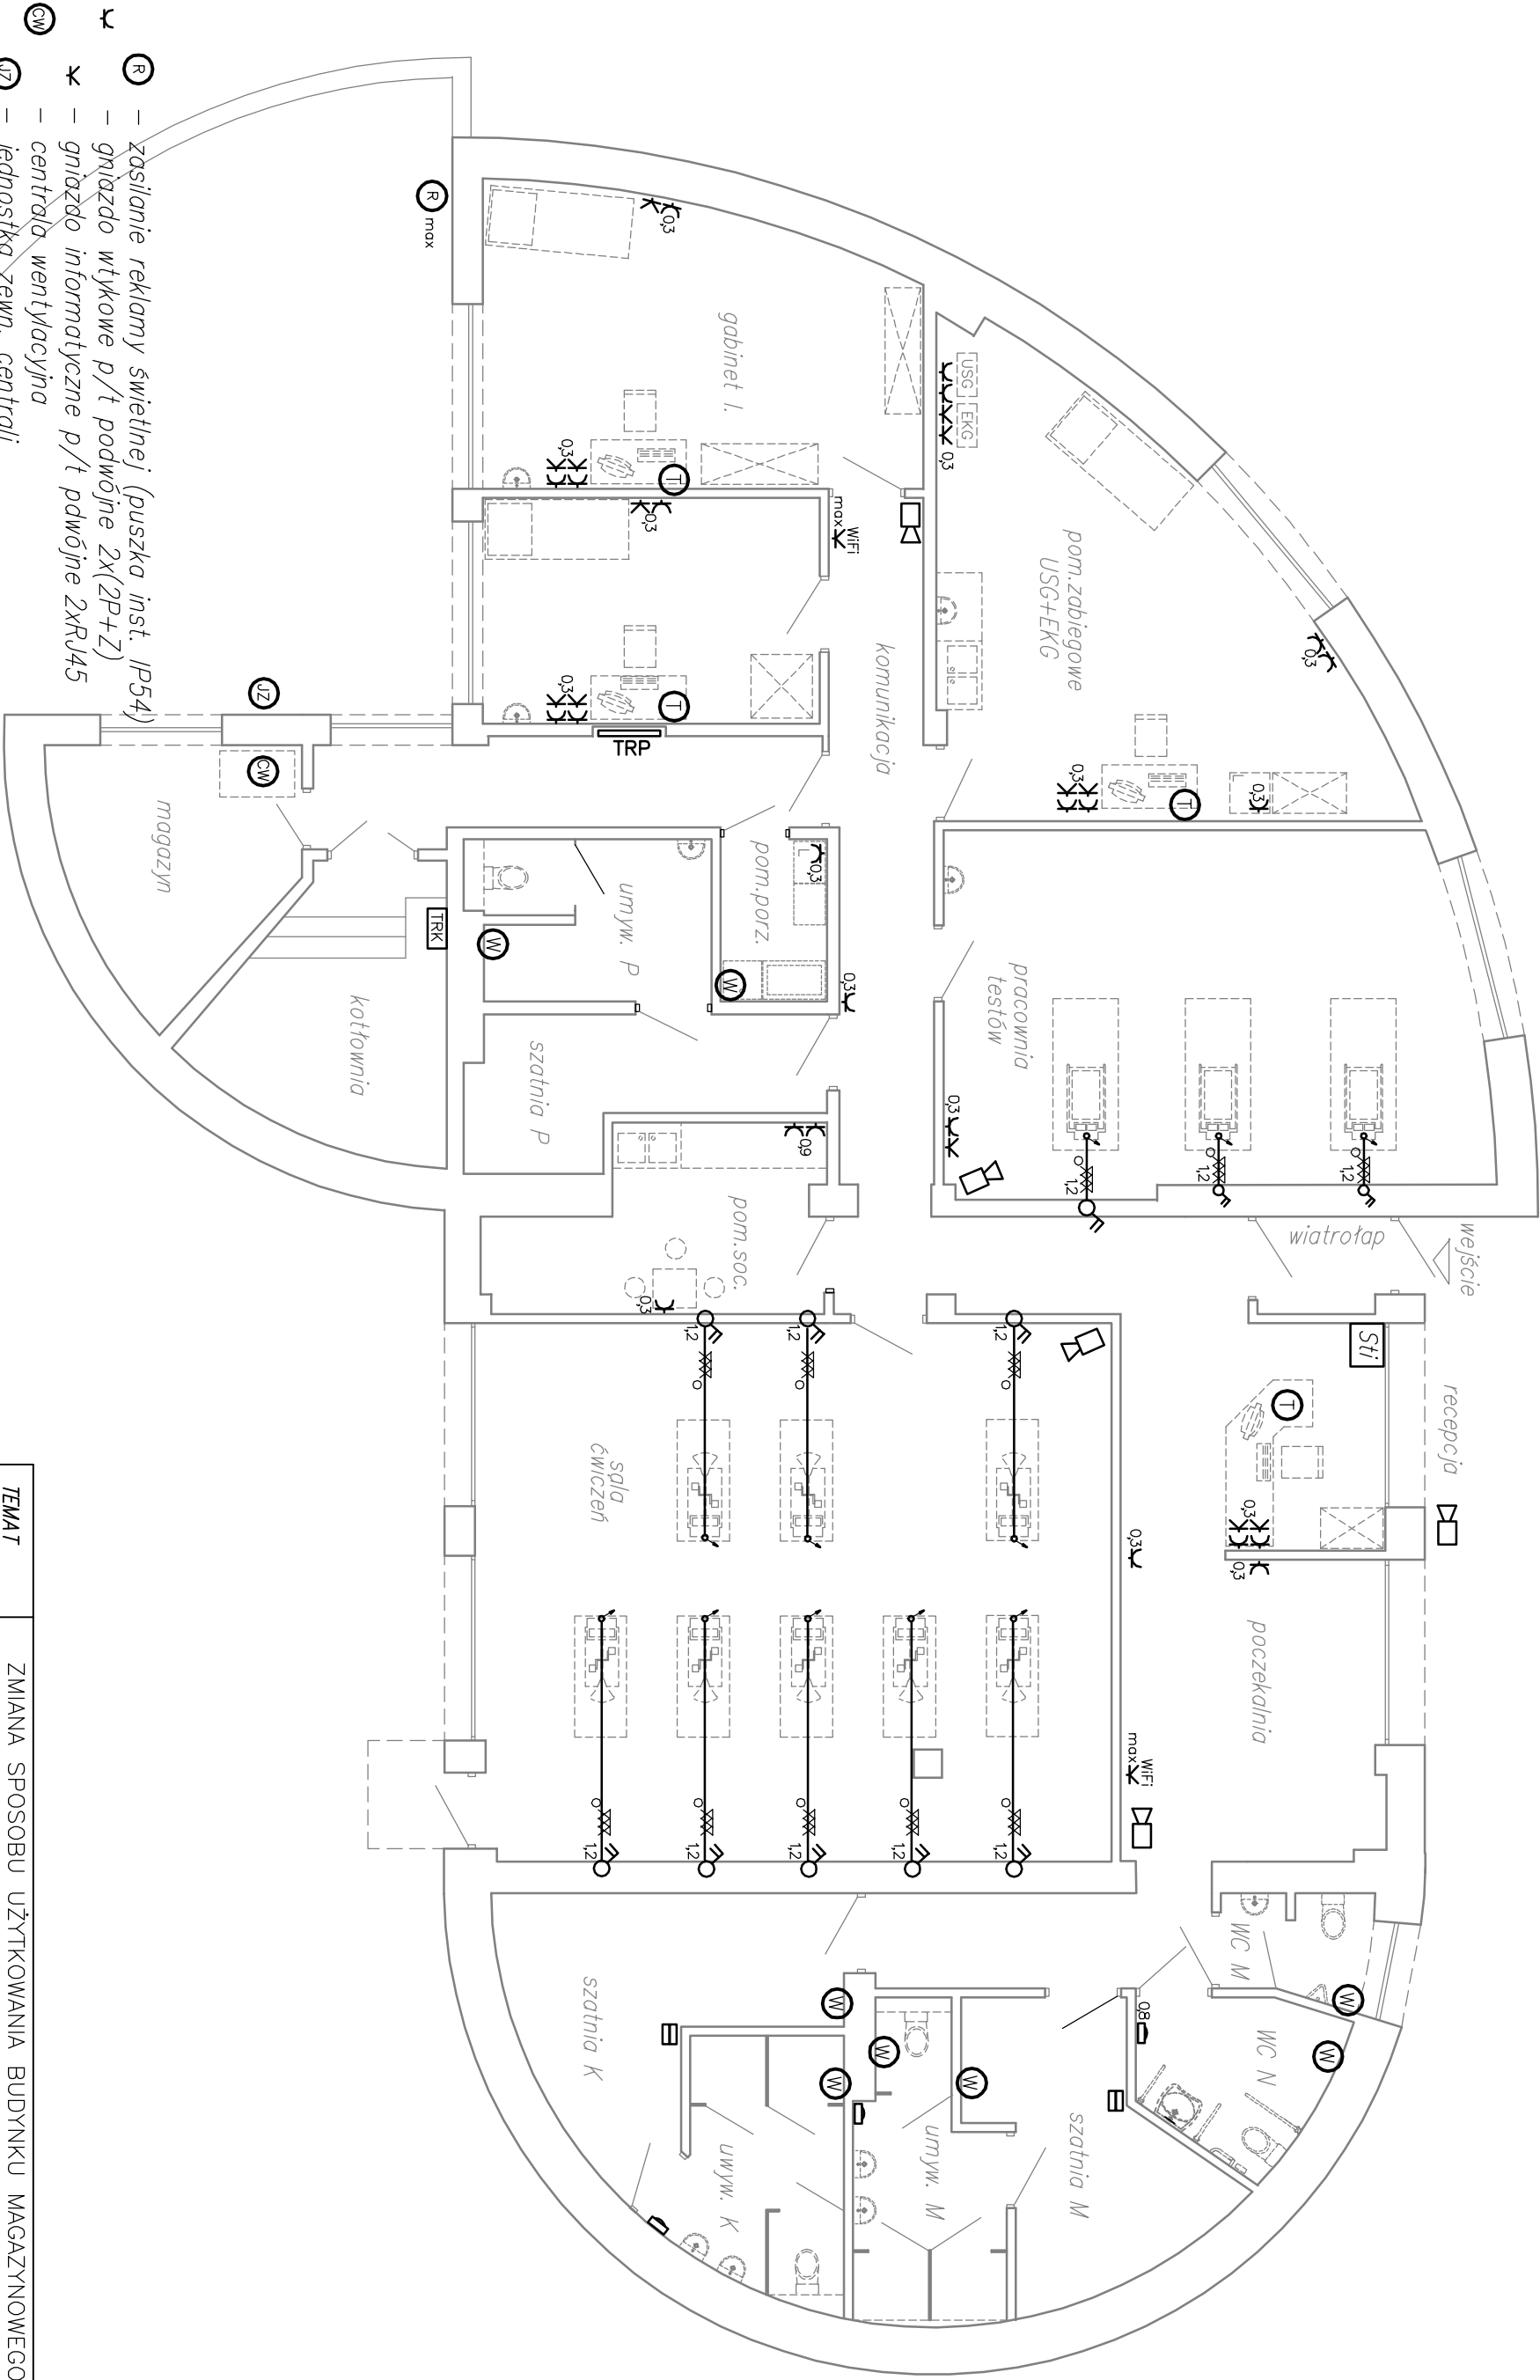 R - zasilanie reklamy świetlnej (puszka inst. IP54)
- gniazdo wtykowe p/t podwójne 2x(2P+Z)
- gniazdo informatyczne p/t pdwójne 2xRJ45
CW - centrala wentylacyjna
JZ - jednostka zewn. centrali
wejście
wiatrołap
recepcja
Sti
T
0,3
0,3
poczekalnia
0,3
WiFi
max
WC M
W
WC N
W
0,8
pom.zabiegowe
USG+EKG
USG
EKG
0,3
0,3
0,3
T
0,3
pracownia
testów
1,2
1,2
1,2
0,3
gabinet l.
0,3
0,3
T
R
max
0,3
0,3
T
WiFi
max
komunikacja
TRP
JZ
CW
magazyn
kotłownia
TRK
pom.porz.
0,3
W
umyw. P
W
0,3
szatnia P
0,9
pom.soc.
0,3
sala
ćwiczeń
1,2
1,2
1,2
1,2
1,2
1,2
1,2
1,2
szatnia K
W
W
W
W
uwyw. K
umyw. M
szatnia M
TEMAT
ZMIANA SPOSOBU UŻYTKOWANIA BUDYNKU MAGAZYNOWEGO